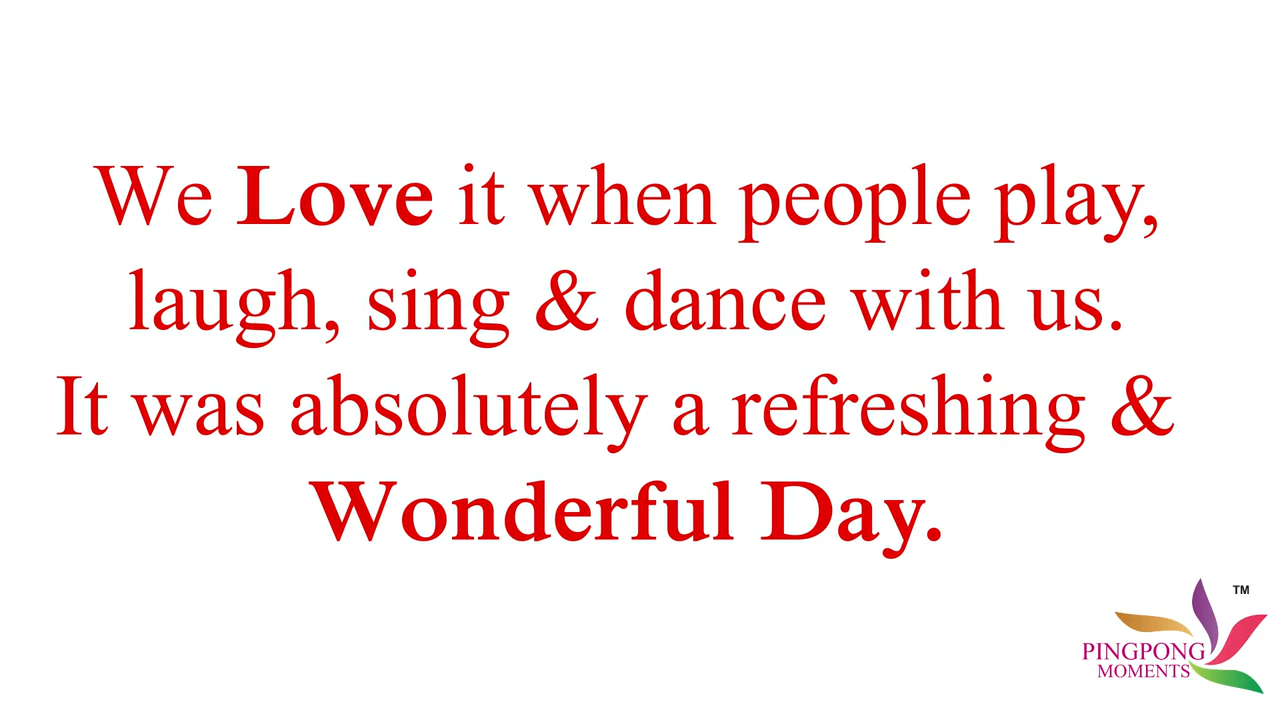 We Love it when people play,
laugh, sing & dance with us.
It was absolutely a refreshing &
Wonderful Day.
TM
PINGPONG
MOMENTS